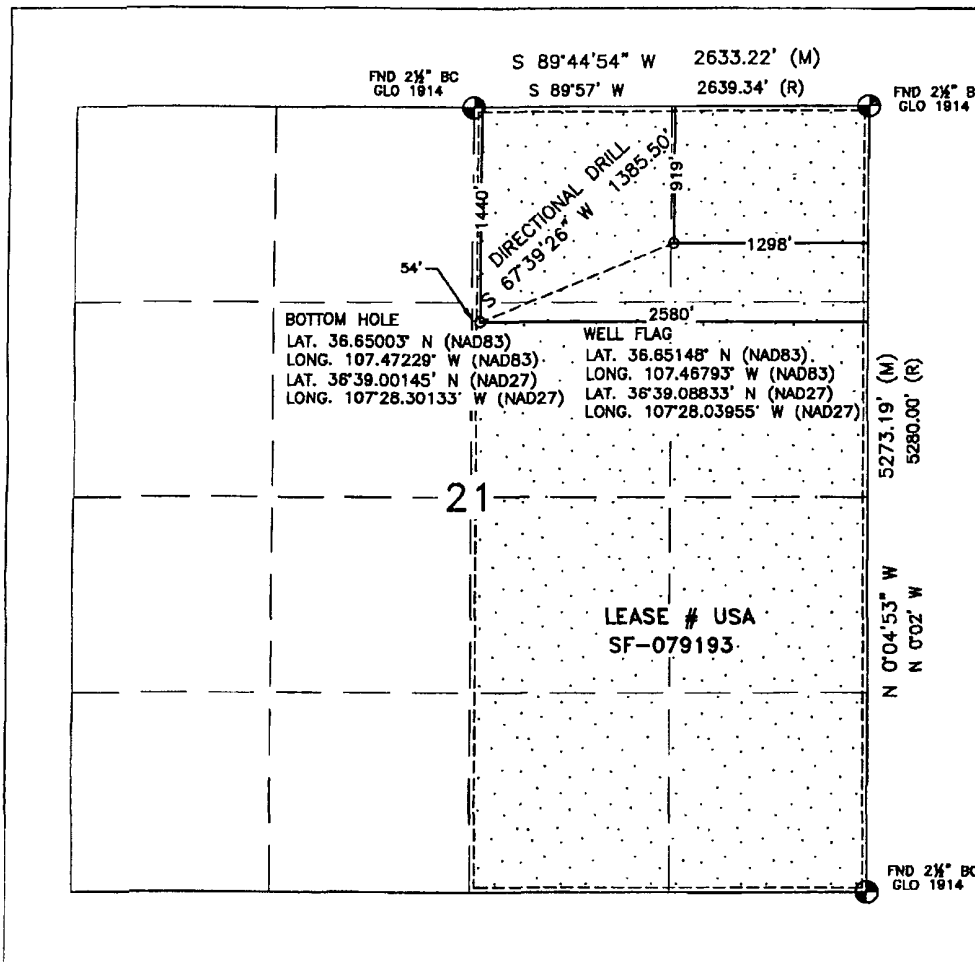 S 89°44'54" W 2633.22' (M)
S 89°57' W 2639.34' (R)
FND 2½" BC
GLO 1914
FND 2½" B
GLO 1914
1440'
DIRECTIONAL DRILL
S 67°39'26" W 1385.50'
919'
1298'
54'
2580'
BOTTOM HOLE
LAT. 36.65003° N (NAD83)
LONG. 107.47229° W (NAD83)
LAT. 36°39.00145' N (NAD27)
LONG. 107°28.30133' W (NAD27)
WELL FLAG
LAT. 36.65148° N (NAD83)
LONG. 107.46793° W (NAD83)
LAT. 36°39.08833' N (NAD27)
LONG. 107°28.03955' W (NAD27)
5273.19' (M)
5280.00' (R)
21
LEASE # USA
SF-079193
N 0°04'53" W
N 0°02' W
FND 2½" BC
GLO 1914